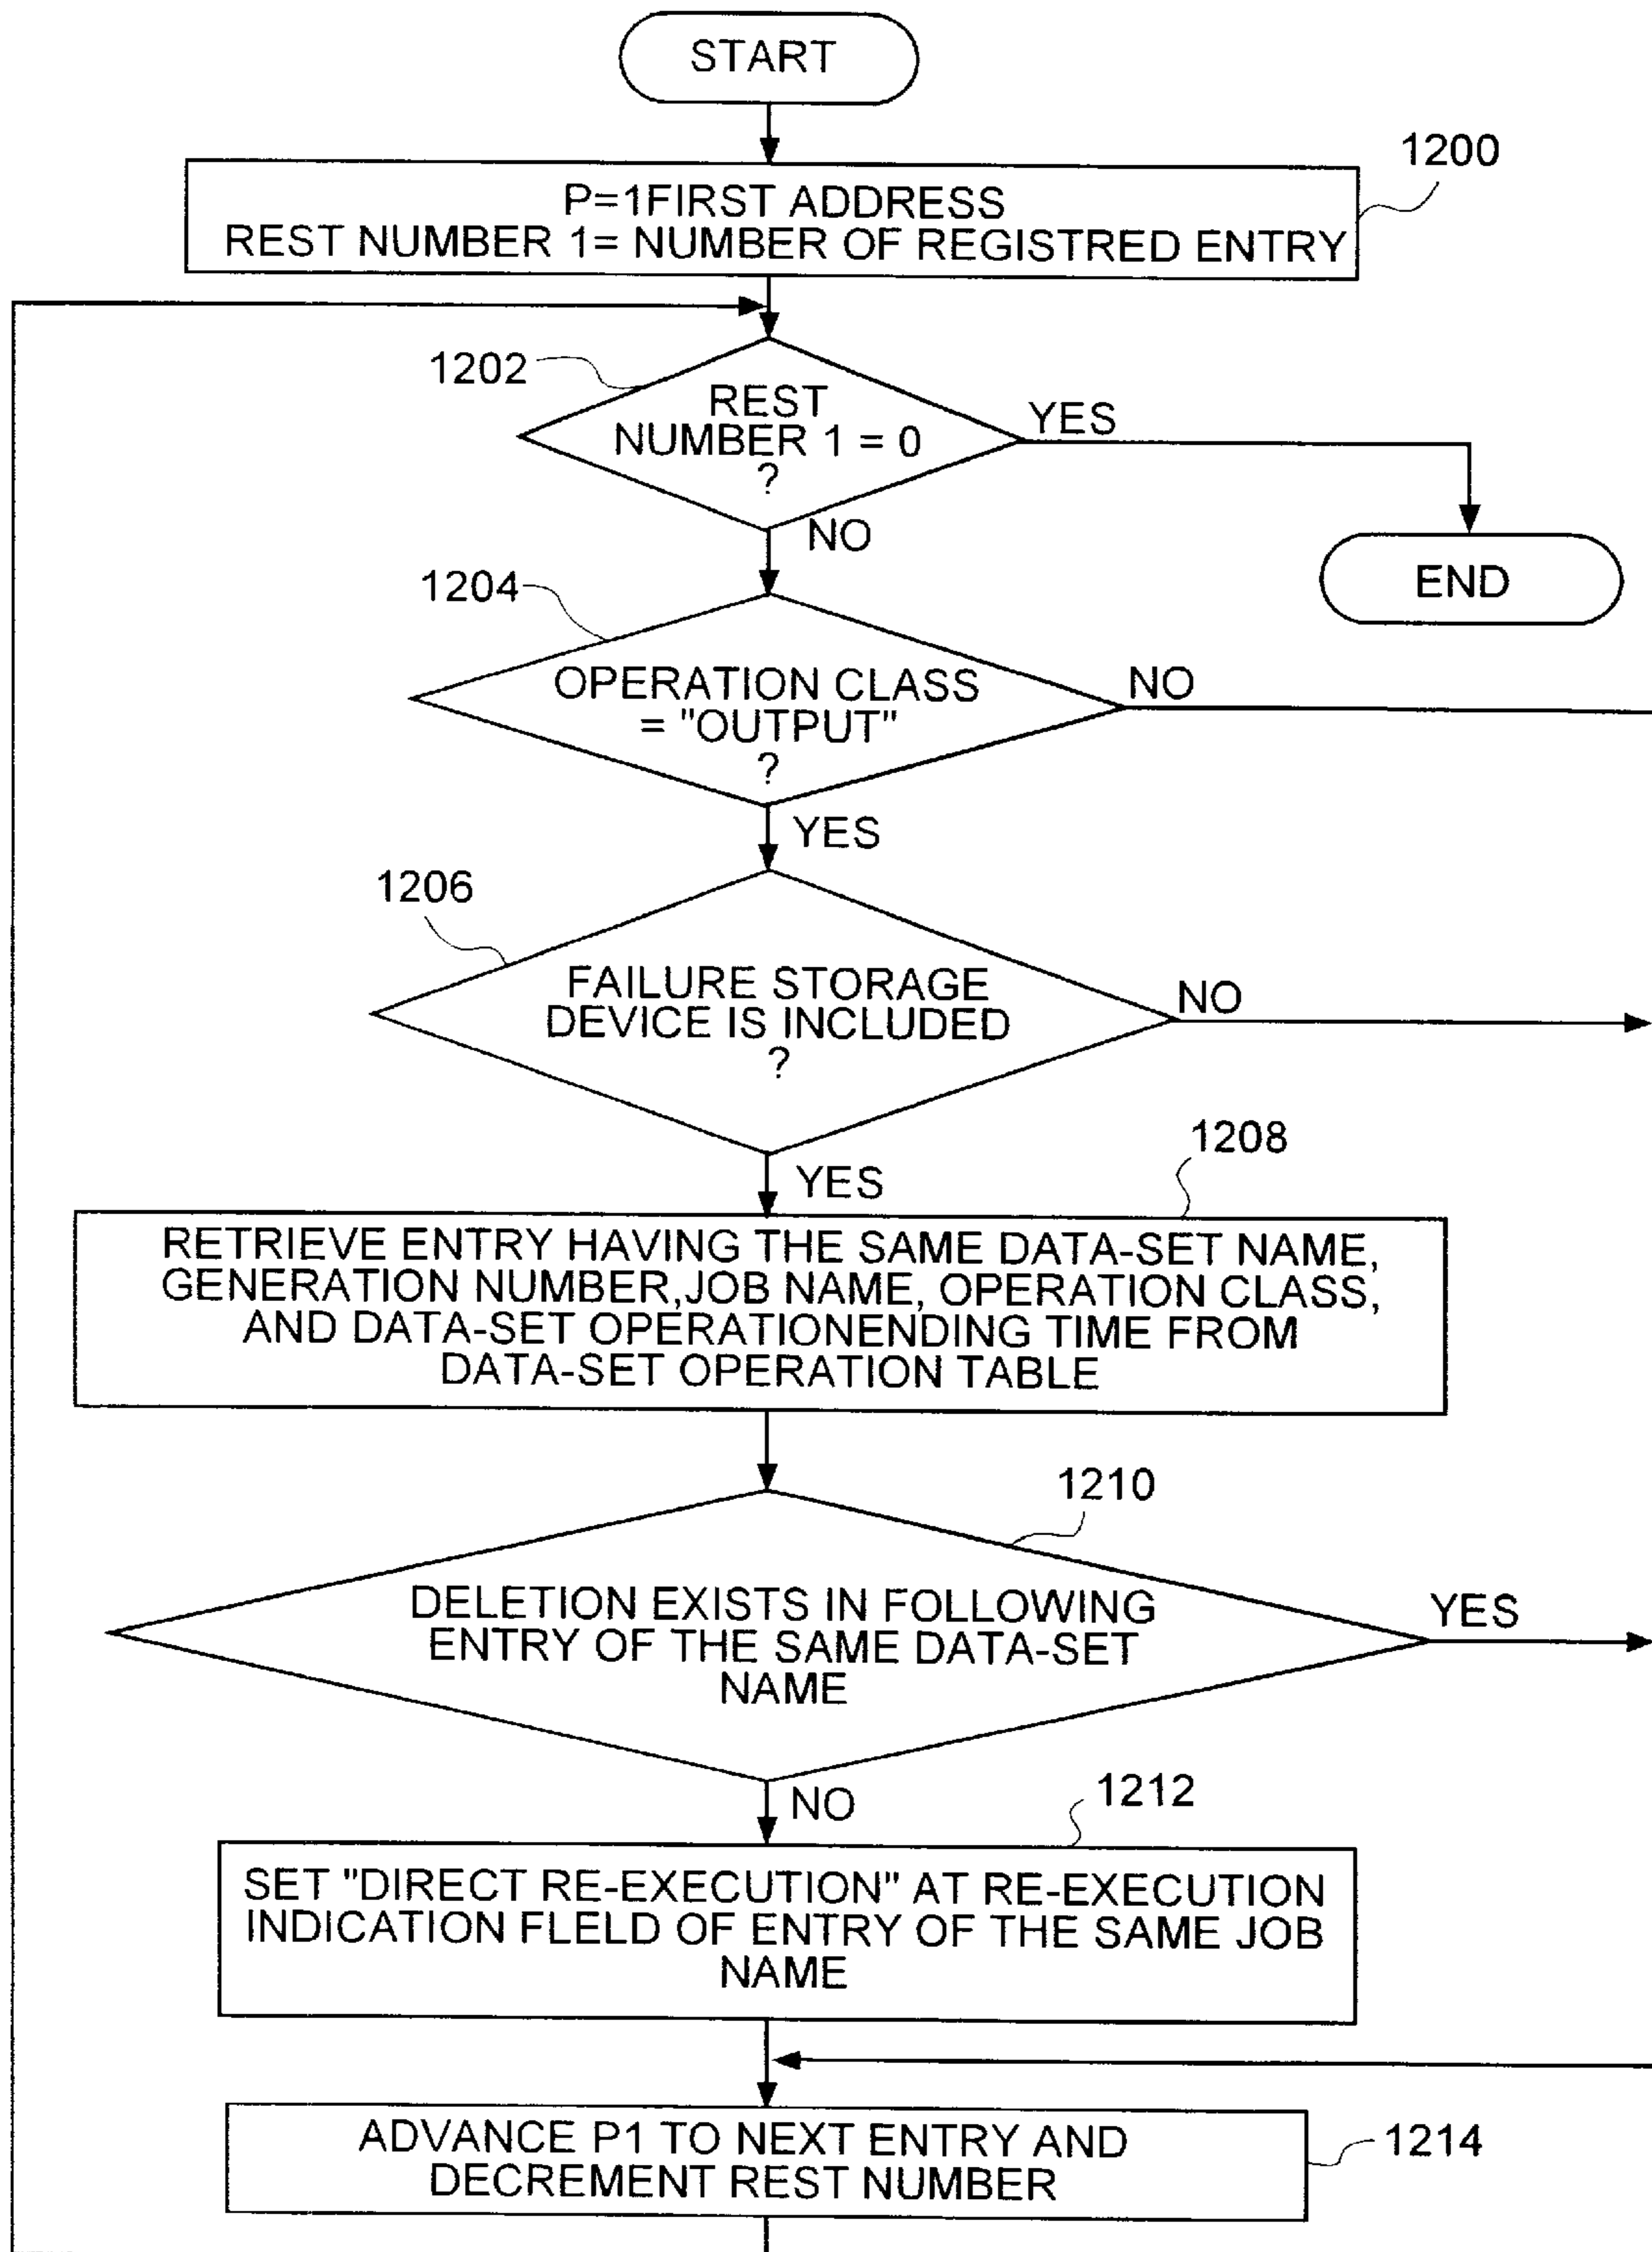 START
1200
P=1FIRST ADDRESS
REST NUMBER 1= NUMBER OF REGISTRED ENTRY
1202
REST
NUMBER 1 = 0
?
YES
NO
END
1204
OPERATION CLASS
= "OUTPUT"
?
NO
YES
1206
FAILURE STORAGE
DEVICE IS INCLUDED
?
NO
YES
1208
RETRIEVE ENTRY HAVING THE SAME DATA-SET NAME,
GENERATION NUMBER,JOB NAME, OPERATION CLASS,
AND DATA-SET OPERATIONENDING TIME FROM
DATA-SET OPERATION TABLE
1210
DELETION EXISTS IN FOLLOWING
ENTRY OF THE SAME DATA-SET
NAME
YES
NO
1212
SET "DIRECT RE-EXECUTION" AT RE-EXECUTION
INDICATION FLELD OF ENTRY OF THE SAME JOB
NAME
ADVANCE P1 TO NEXT ENTRY AND
DECREMENT REST NUMBER
1214